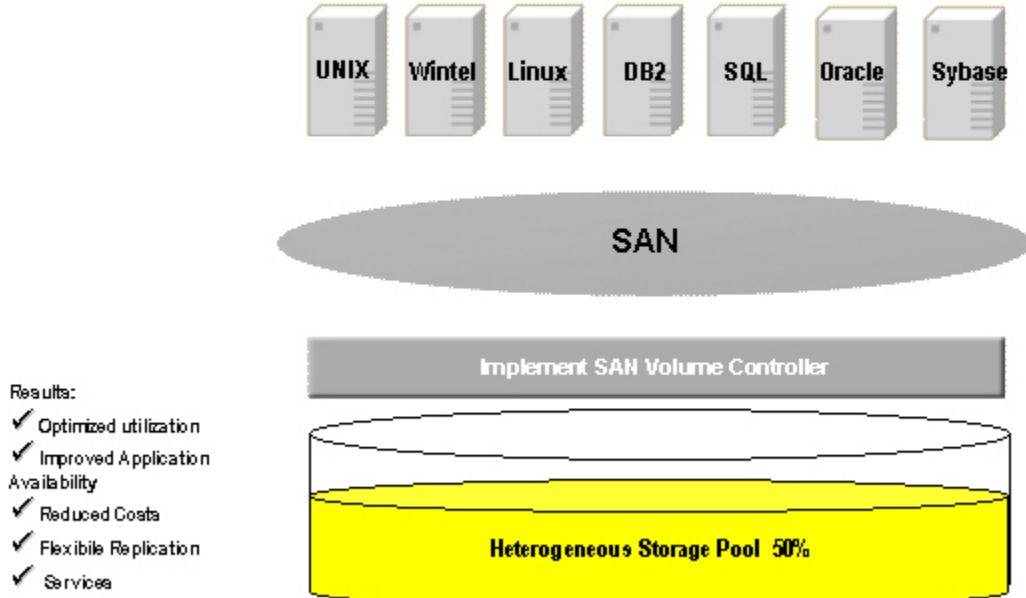 UNIX Wintel Linux DB2 SQL Oracle Sybase
SAN
Implement SAN Volume Controller
Results:
✓ Optimized utilization
✓ Improved Application
Availability
✓ Reduced Costs
✓ Flexibile Replication
✓ Services
Heterogeneous Storage Pool 50%